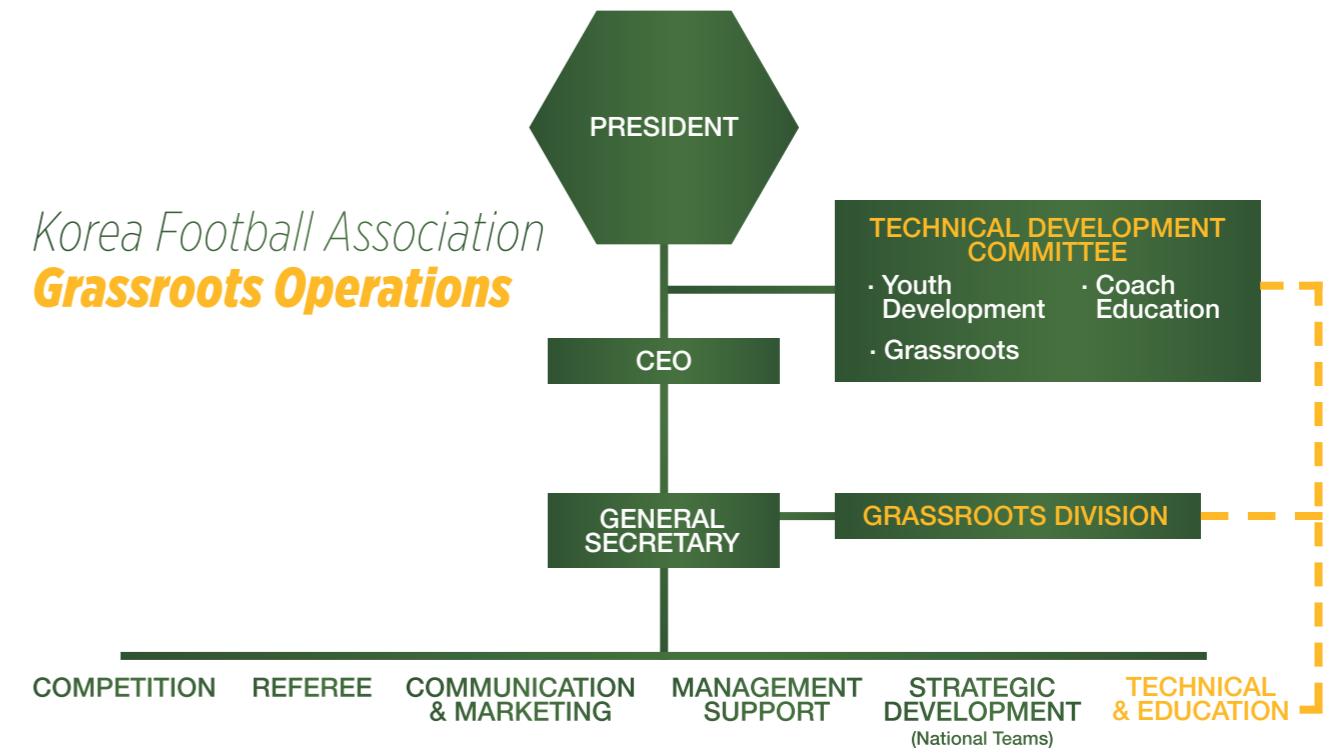 PRESIDENT
Korea Football Association
Grassroots Operations
TECHNICAL DEVELOPMENT
COMMITTEE
· Youth
Development
· Coach
Education
· Grassroots
CEO
GENERAL
SECRETARY
GRASSROOTS DIVISION
COMPETITION
REFEREE
COMMUNICATION
& MARKETING
MANAGEMENT
SUPPORT
STRATEGIC
DEVELOPMENT
(National Teams)
TECHNICAL
& EDUCATION